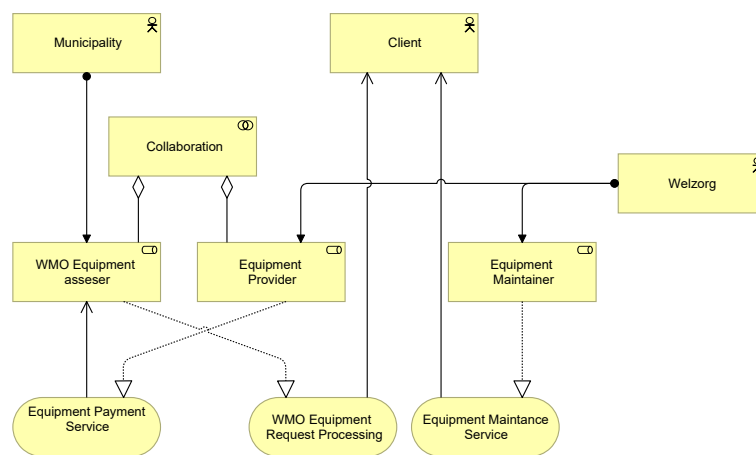 Municipality
Client
Collaboration
Welzorg
WMO Equipment
asseser
Equipment
Provider
Equipment
Maintainer
Equipment Payment
Service
WMO Equipment
Request Processing
Equipment Maintance
Service